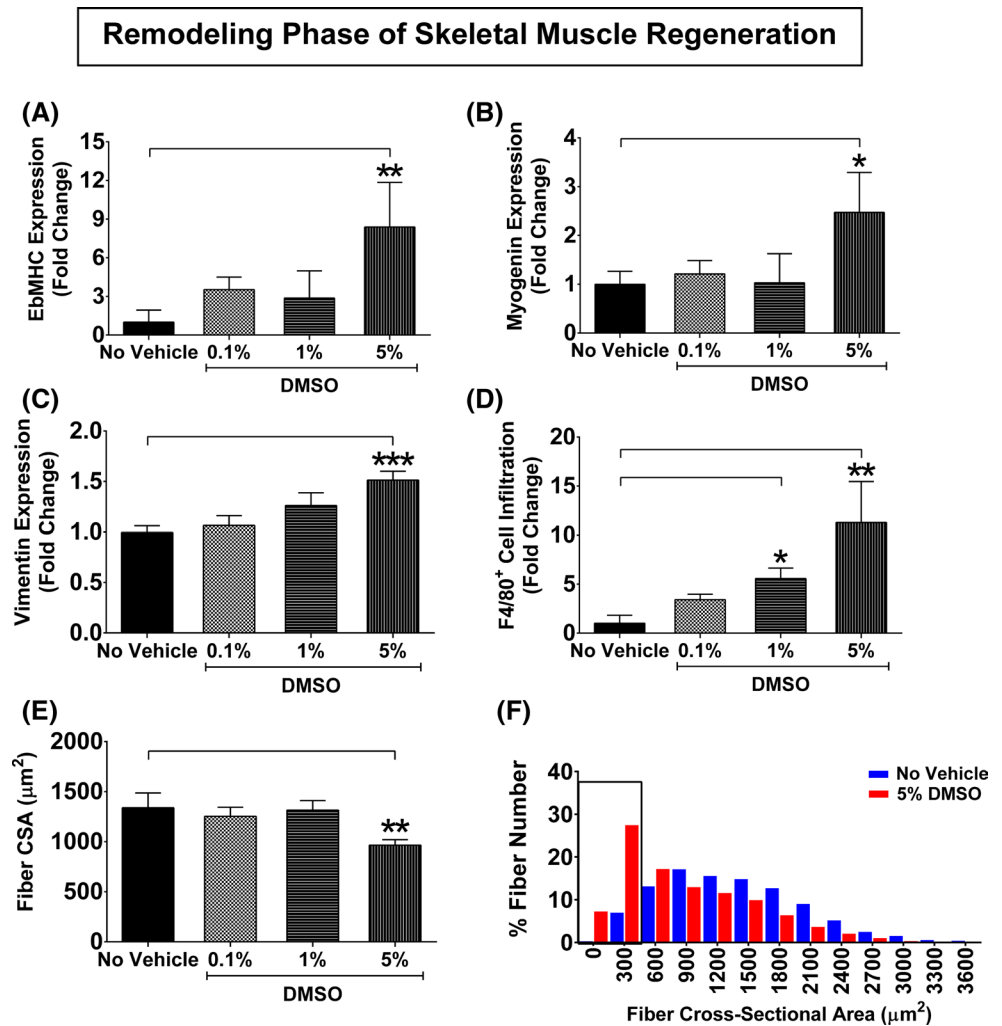 Remodeling Phase of Skeletal Muscle Regeneration
(A)
EbMHC Expression
(Fold Change)
15
12
9
6
3
0
**
No Vehicle 0.1% 1% 5%
DMSO
(B)
Myogenin Expression
(Fold Change)
4
3
2
1
0
*
No Vehicle 0.1% 1% 5%
DMSO
(C)
Vimentin Expression
(Fold Change)
2.0
1.5
1.0
0.5
0.0
***
No Vehicle 0.1% 1% 5%
DMSO
(D)
F4/80⁺ Cell Infiltration
(Fold Change)
20
15
10
5
0
*
**
No Vehicle 0.1% 1% 5%
DMSO
(E)
Fiber CSA (μm²)
2000
1500
1000
500
0
**
No Vehicle 0.1% 1% 5%
DMSO
(F)
% Fiber Number
40
30
20
10
0
No Vehicle
5% DMSO
0 300 600 900 1200 1500 1800 2100 2400 2700 3000 3300 3600
Fiber Cross-Sectional Area (μm²)